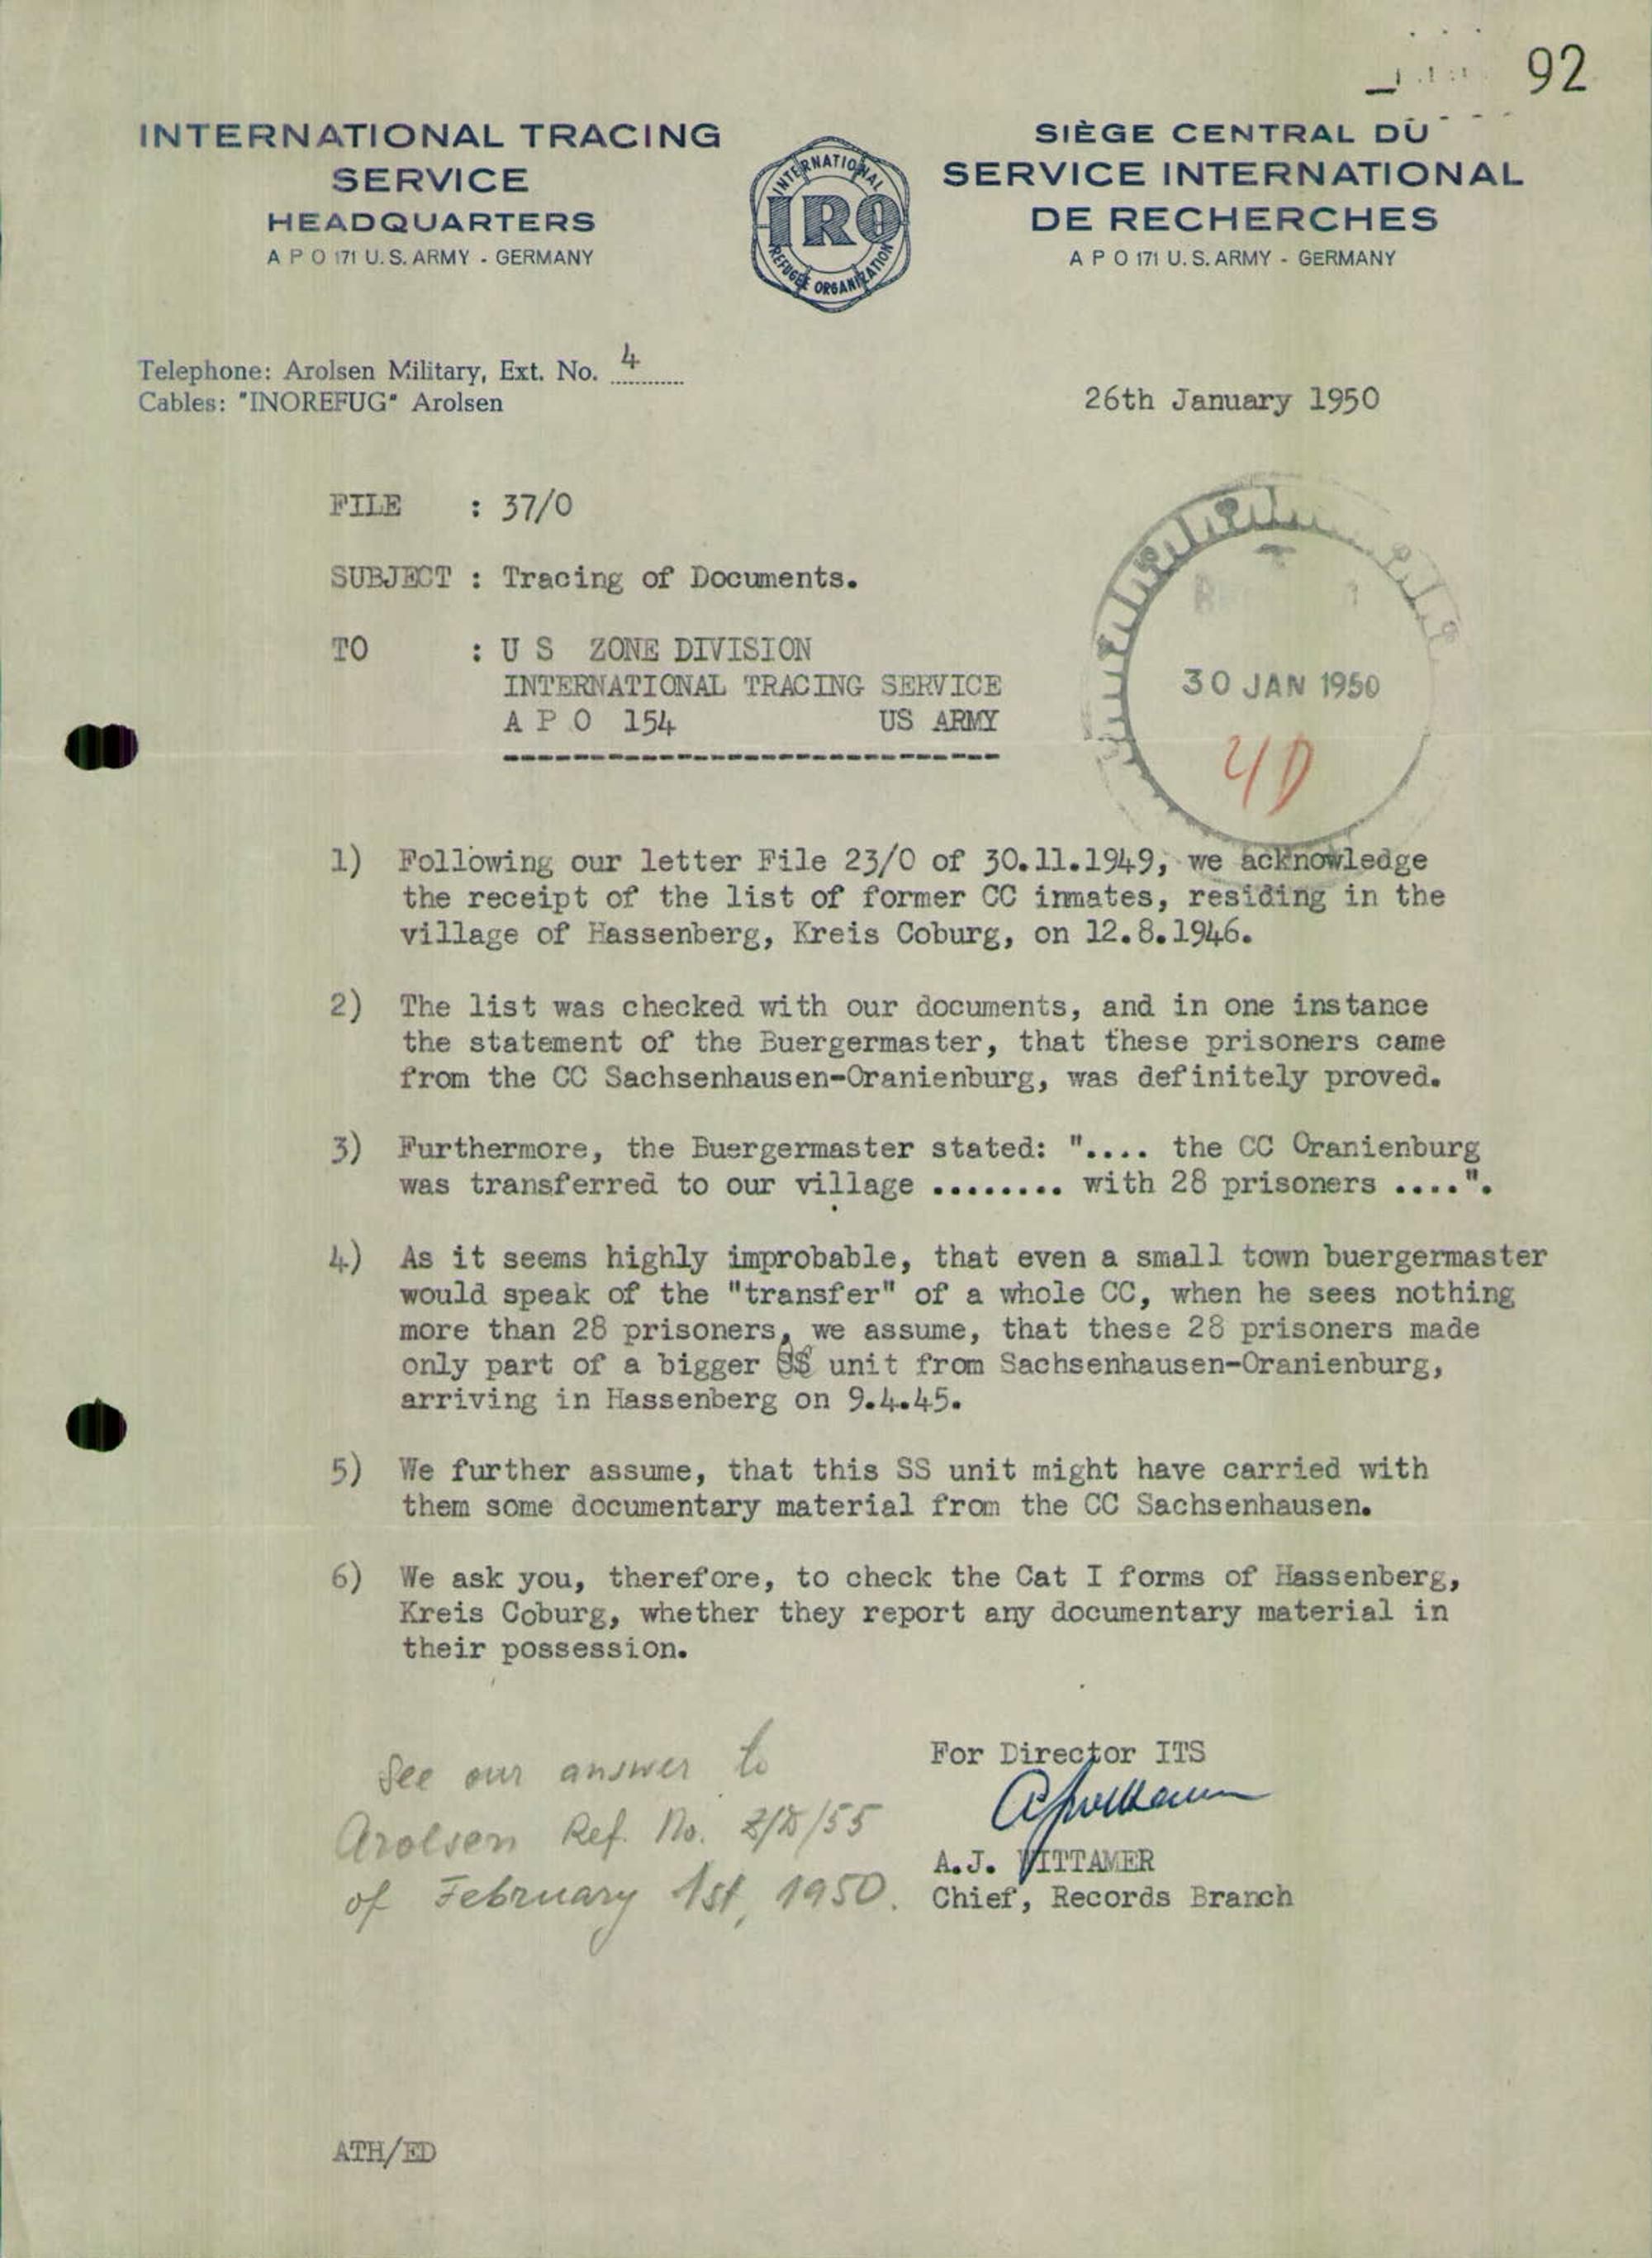 92
INTERNATIONAL TRACING
SERVICE
HEADQUARTERS
A P O 171 U.S. ARMY - GERMANY
INTERNATIONAL
IRO
REFUGEE ORGANIZATION
SIÈGE CENTRAL DU
SERVICE INTERNATIONAL
DE RECHERCHES
A P O 171 U.S. ARMY - GERMANY
Telephone: Arolsen Military, Ext. No. 4
Cables: "INOREFUG" Arolsen
26th January 1950
FILE : 37/0
SUBJECT : Tracing of Documents.
TO : U S ZONE DIVISION
INTERNATIONAL TRACING SERVICE
A P O 154 US ARMY
30 JAN 1950
4D
1) Following our letter File 23/0 of 30.11.1949, we acknowledge
the receipt of the list of former CC inmates, residing in the
village of Hassenberg, Kreis Coburg, on 12.8.1946.
2) The list was checked with our documents, and in one instance
the statement of the Buergermaster, that these prisoners came
from the CC Sachsenhausen-Oranienburg, was definitely proved.
3) Furthermore, the Buergermaster stated: ".... the CC Oranienburg
was transferred to our village ........ with 28 prisoners ....".
4) As it seems highly improbable, that even a small town buergermaster
would speak of the "transfer" of a whole CC, when he sees nothing
more than 28 prisoners, we assume, that these 28 prisoners made
only part of a bigger SS unit from Sachsenhausen-Oranienburg,
arriving in Hassenberg on 9.4.45.
5) We further assume, that this SS unit might have carried with
them some documentary material from the CC Sachsenhausen.
6) We ask you, therefore, to check the Cat I forms of Hassenberg,
Kreis Coburg, whether they report any documentary material in
their possession.
For Director ITS
A.J. WITTAMER
Chief, Records Branch
See our answer to
Arolsen Ref. No. /55
of February 1st, 1950.
ATH/ED